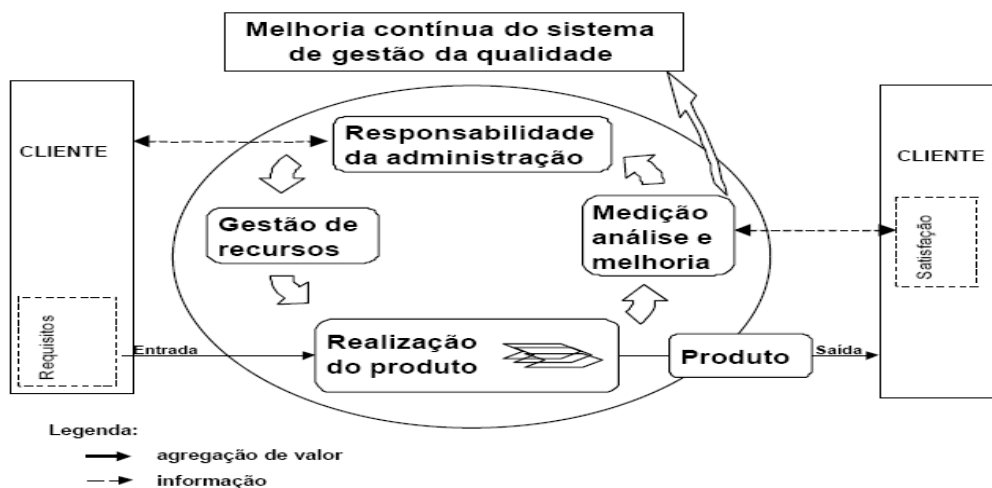 Melhoria contínua do sistema
de gestão da qualidade
CLIENTE
Responsabilidade
da administração
CLIENTE
Gestão de
recursos
Medição
análise e
melhoria
Satisfação
Requisitos
Entrada
Realização
do produto
Produto
Saída
Legenda:
agregação de valor
informação